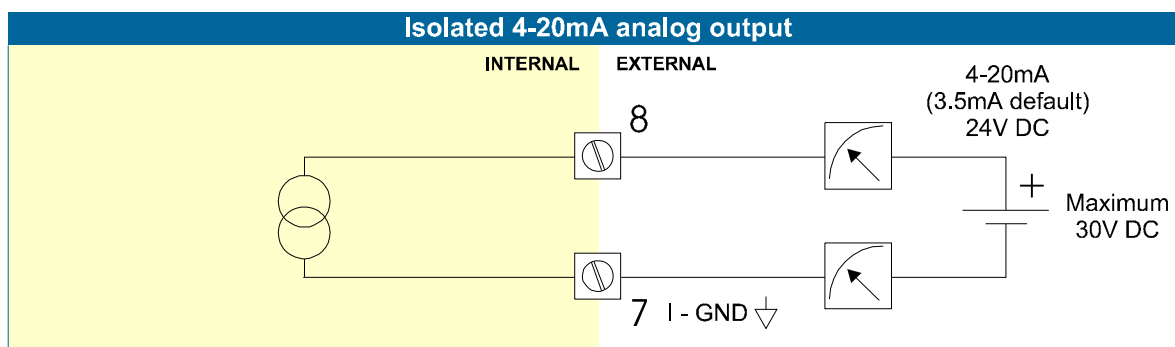 Isolated 4-20mA analog output
INTERNAL EXTERNAL
4-20mA
(3.5mA default)
24V DC
8
+
Maximum
30V DC
7 I - GND